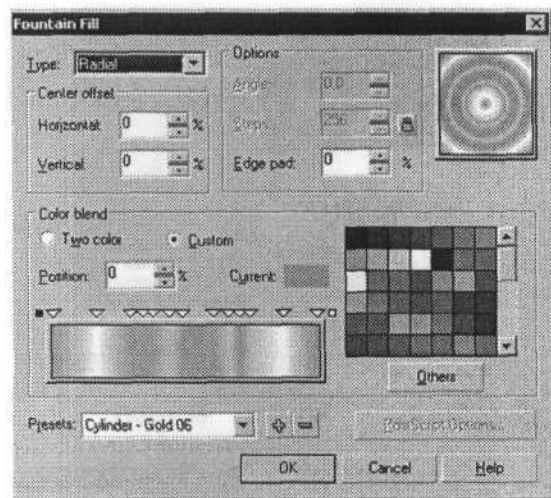 Fountain Fill
Type: Radial
Center offset
Horizontal: 0 %
Vertical: 0 %
Options
Angle: 0.0
Steps: 256
Edge pad: 0 %
Color blend
Two color
Custom
Position: 0 %
Current:
Others
Presets: Cylinder - Gold 06
PostScript Options...
OK
Cancel
Help